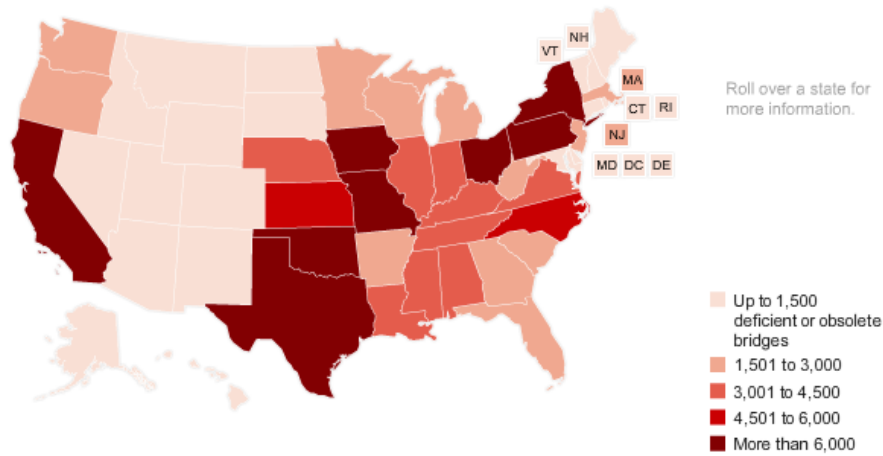 NH
VT
MA
Roll over a state for
more information.
CT
RI
NJ
MD
DC
DE
Up to 1,500
deficient or obsolete
bridges
1,501 to 3,000
3,001 to 4,500
4,501 to 6,000
More than 6,000